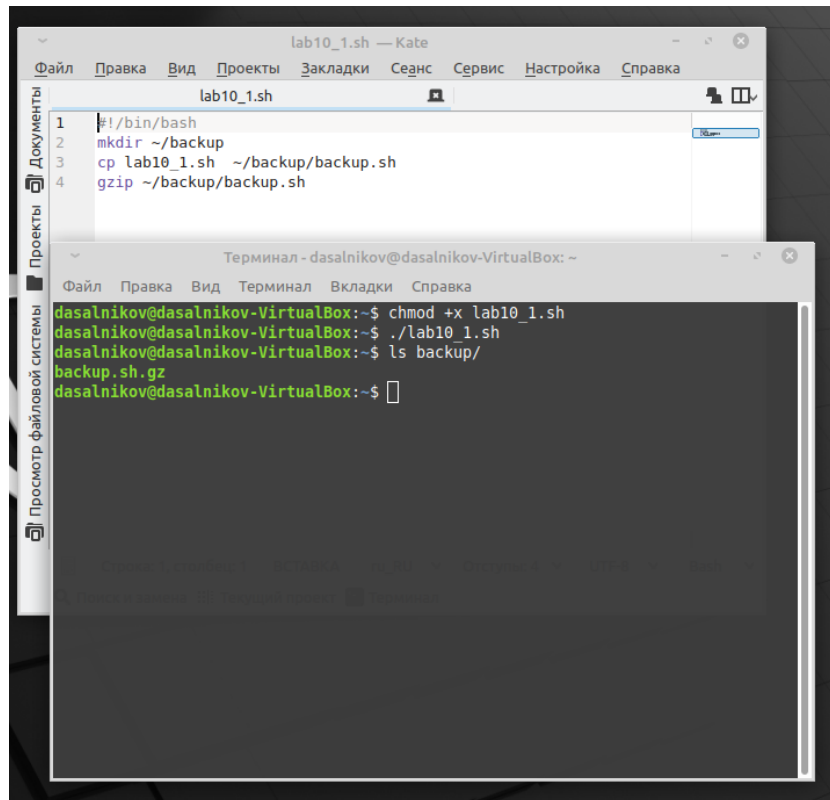 lab10_1.sh — Kate
Файл Правка Вид Проекты Закладки Сеанс Сервис Настройка Справка
lab10_1.sh
Документы
Проекты
Просмотр файловой системы
1 #!/bin/bash
2 mkdir ~/backup
3 cp lab10_1.sh  ~/backup/backup.sh
4 gzip ~/backup/backup.sh
Терминал - dasalnikov@dasalnikov-VirtualBox: ~
Файл Правка Вид Терминал Вкладки Справка
dasalnikov@dasalnikov-VirtualBox:~$ chmod +x lab10_1.sh
dasalnikov@dasalnikov-VirtualBox:~$ ./lab10_1.sh
dasalnikov@dasalnikov-VirtualBox:~$ ls backup/
backup.sh.gz
dasalnikov@dasalnikov-VirtualBox:~$